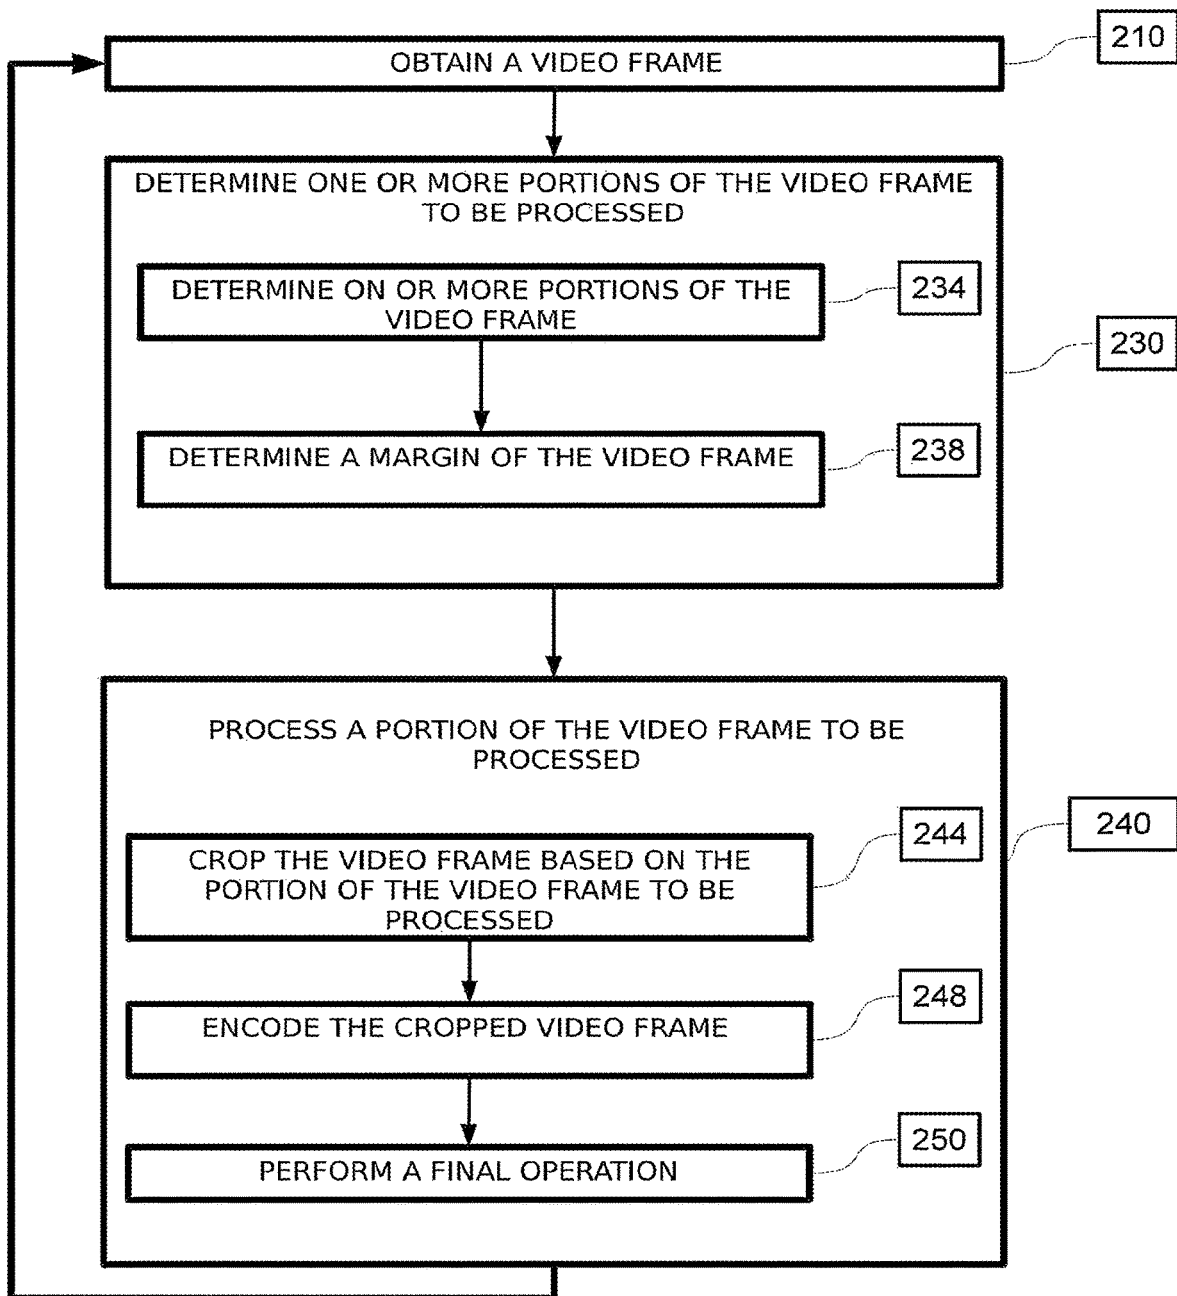 OBTAIN A VIDEO FRAME
210
DETERMINE ONE OR MORE PORTIONS OF THE VIDEO FRAME
TO BE PROCESSED
DETERMINE ON OR MORE PORTIONS OF THE
VIDEO FRAME
234
230
DETERMINE A MARGIN OF THE VIDEO FRAME
238
PROCESS A PORTION OF THE VIDEO FRAME TO BE
PROCESSED
CROP THE VIDEO FRAME BASED ON THE
PORTION OF THE VIDEO FRAME TO BE
PROCESSED
244
240
ENCODE THE CROPPED VIDEO FRAME
248
PERFORM A FINAL OPERATION
250